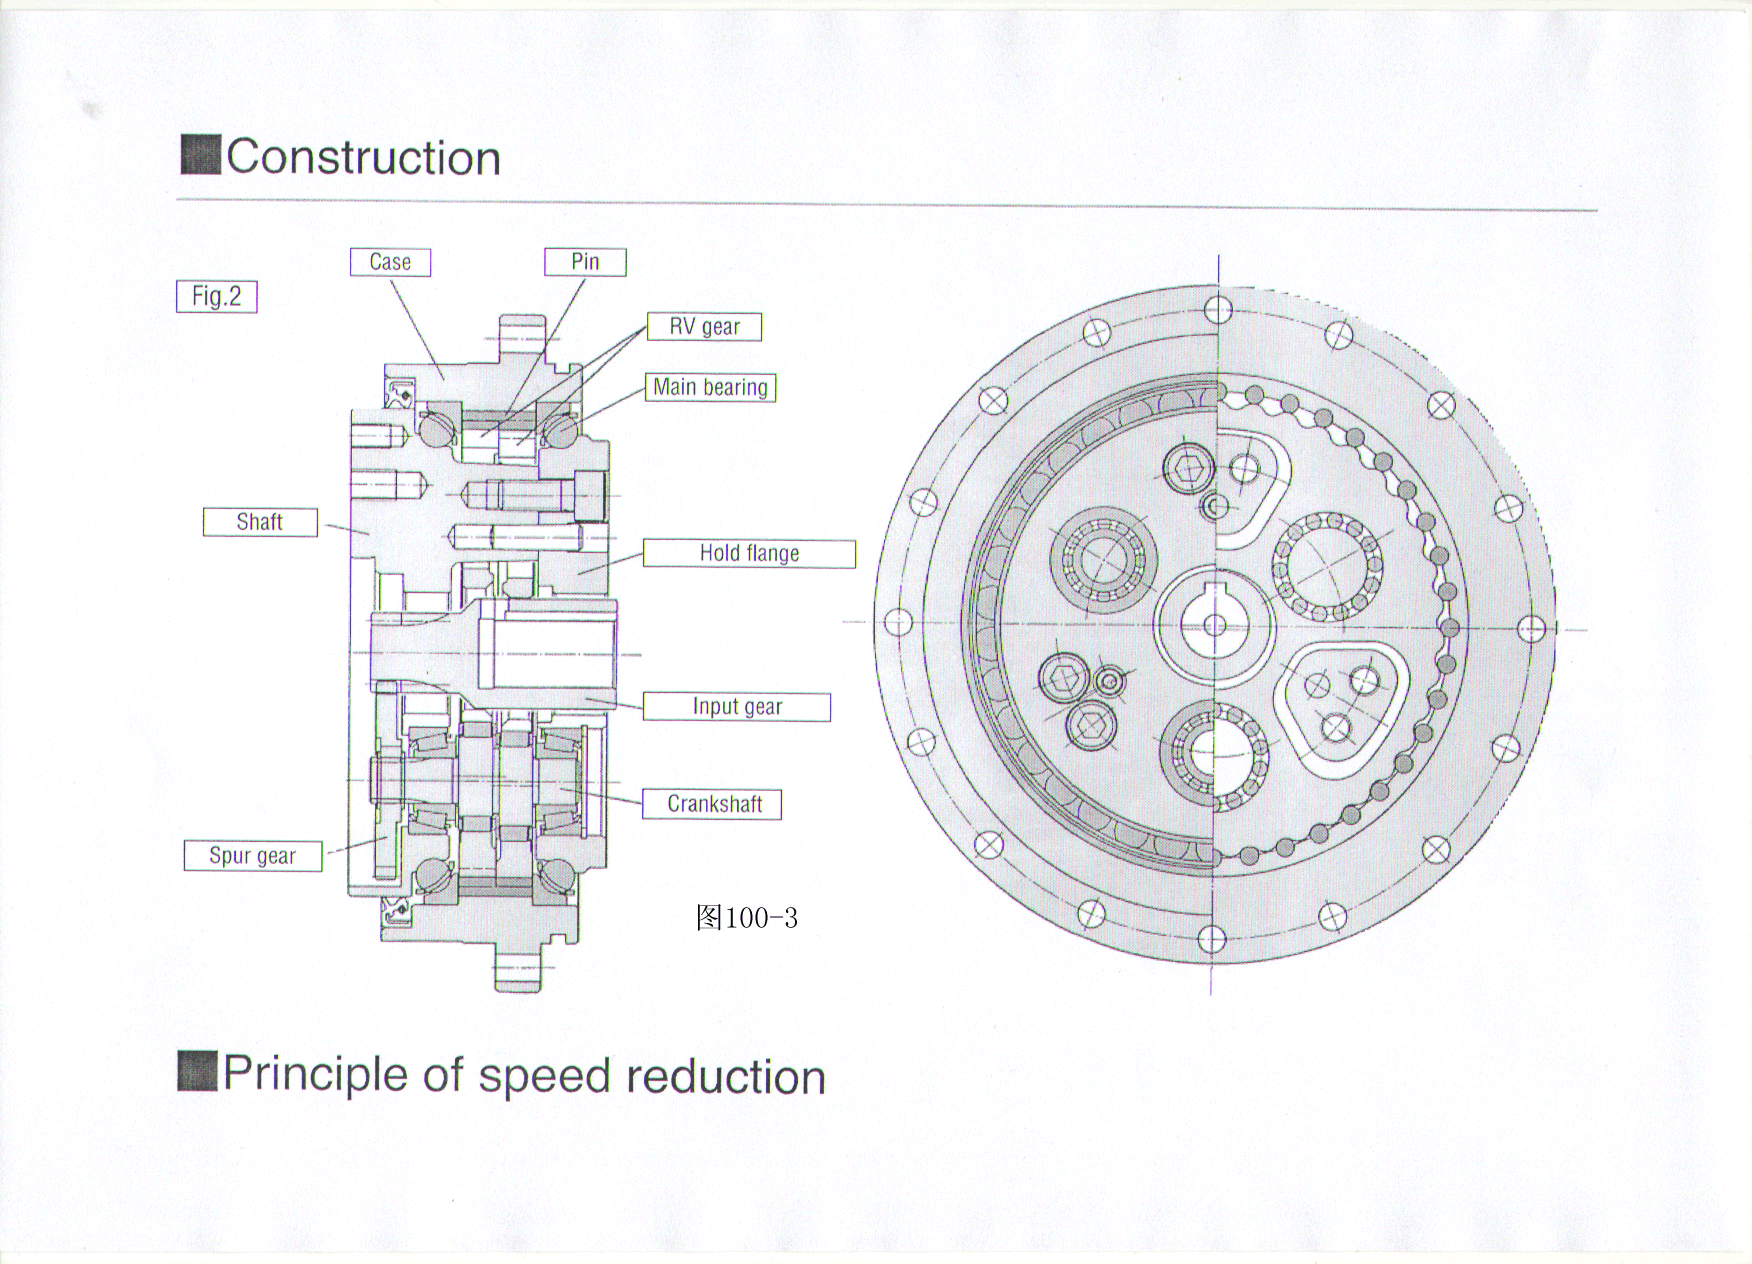 Construction
Case
Pin
Fig.2
RV gear
Main bearing
Shaft
Hold flange
Input gear
Crankshaft
Spur gear
图100-3
Principle of speed reduction